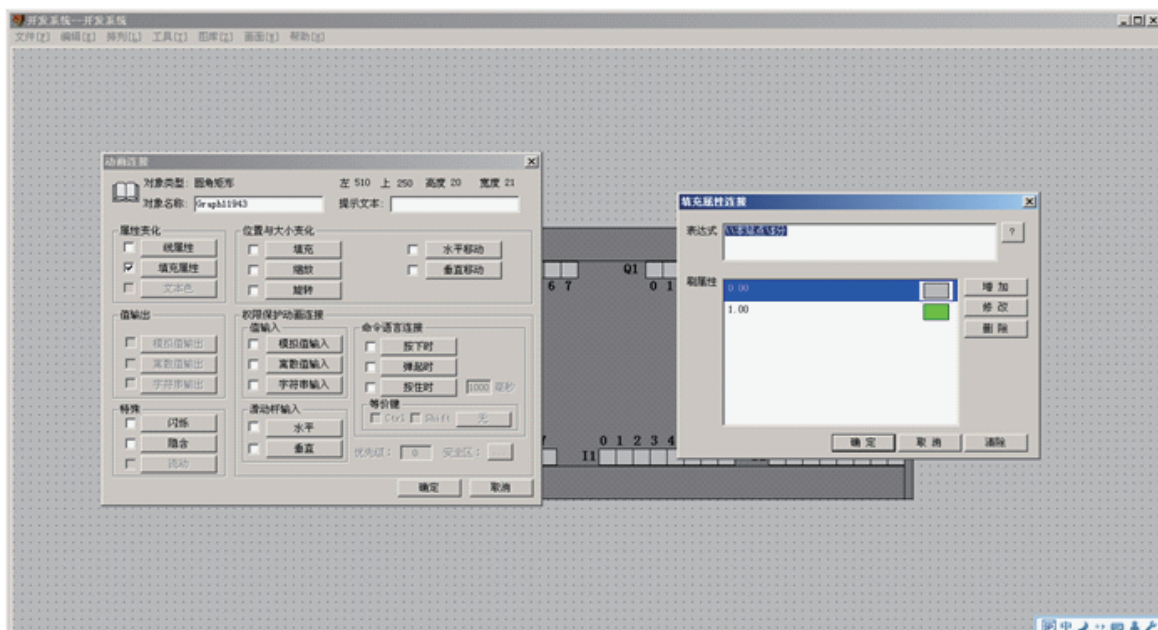 开发系统--开发系统
文件[F] 编辑[E] 排列[L] 工具[T] 图库[Y] 画面[W] 帮助[H]
动画连接
对象类型: 圆角矩形 左 510 上 250 高度 20 宽度 21
对象名称: Graph11943 提示文本:
属性变化
线属性
填充属性
文本色
位置与大小变化
填充 水平移动
缩放 垂直移动
旋转
值输出
模拟值输出
离散值输出
字符串输出
权限保护动画连接
值输入
模拟值输入
离散值输入
字符串输入
命令语言连接
按下时
弹起时
按住时 1000 毫秒
等价键
Ctrl Shift 无
特殊
闪烁
隐含
流动
滑动杆输入
水平
垂直
优先级: 0 安全区: ...
确定 取消
6 7
Q1
0 1
0 1 2 3 4
I1
填充属性连接
表达式 \\本站点\ ?
刷属性
0.00
1.00
增加
修改
删除
确定 取消 清除
中